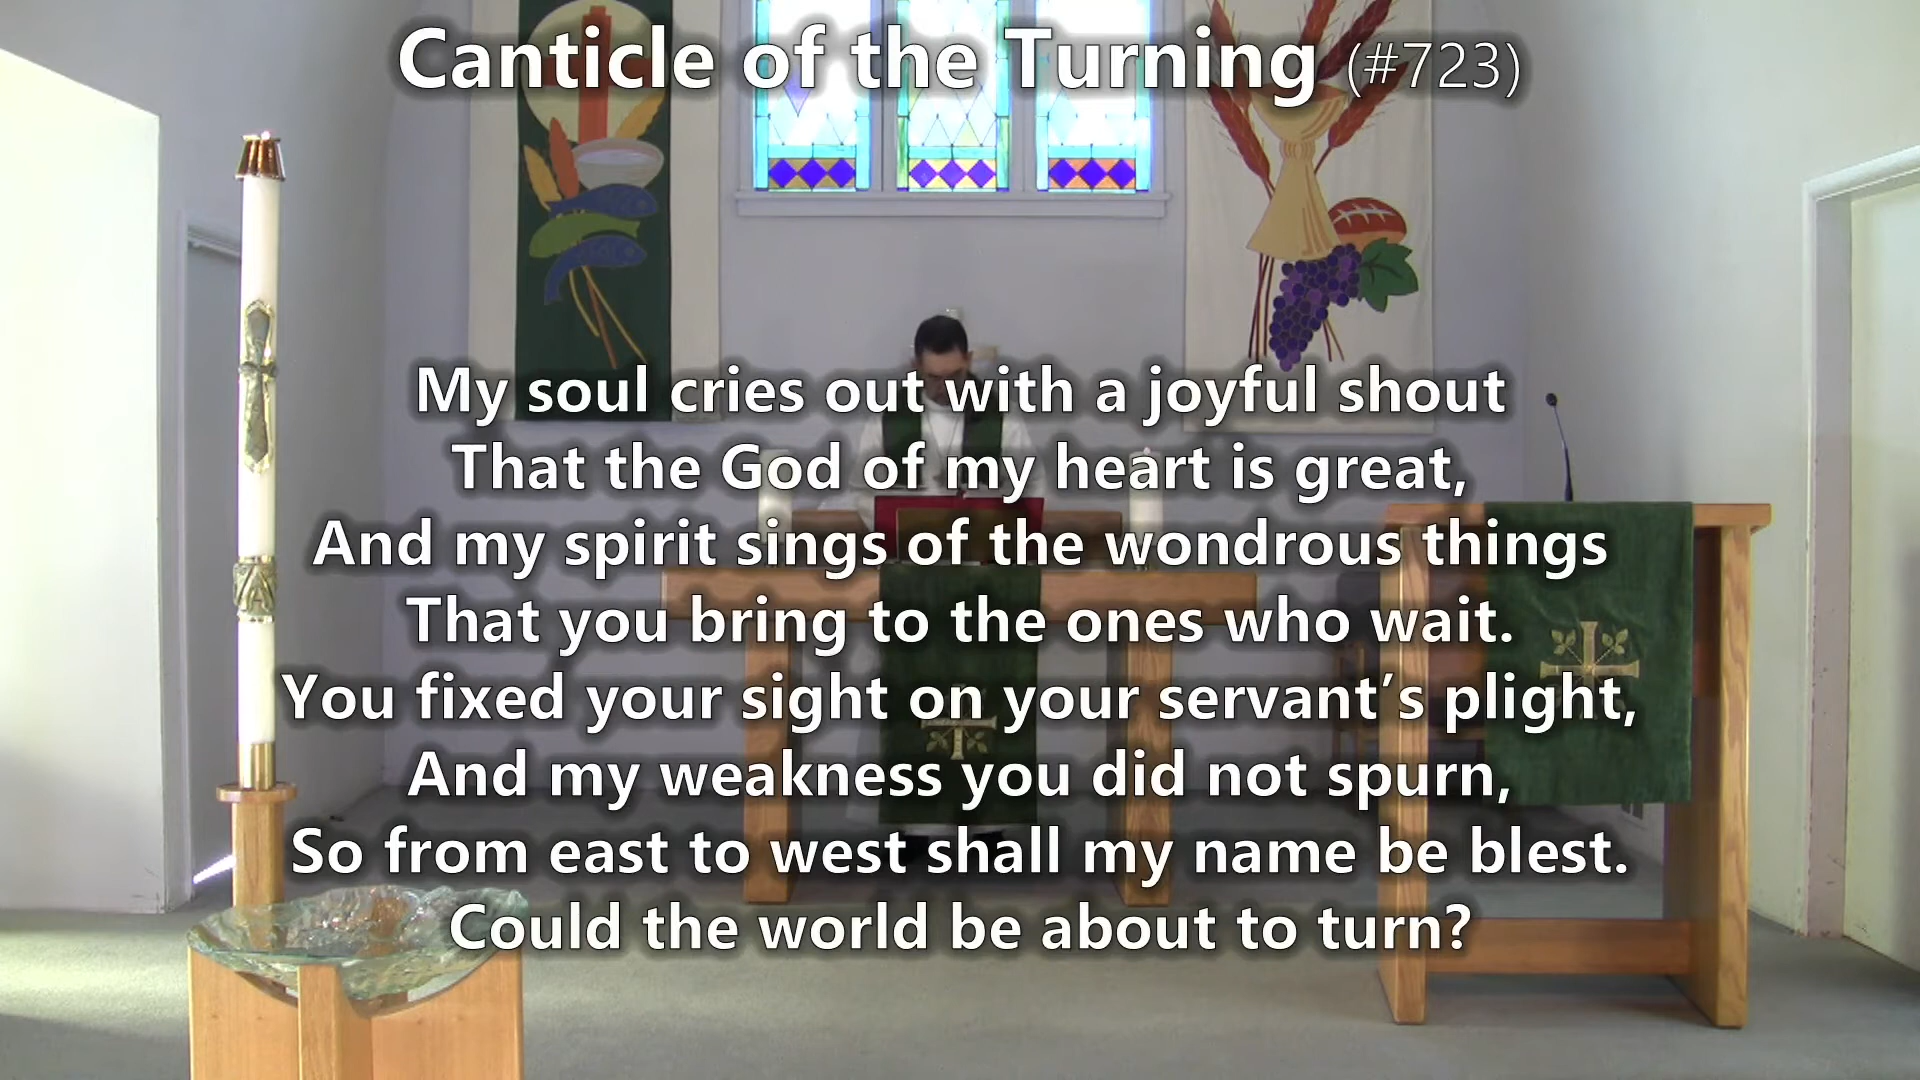 Canticle of the Turning (#723)
My soul cries out with a joyful shout
That the God of my heart is great,
And my spirit sings of the wondrous things
That you bring to the ones who wait.
You fixed your sight on your servant’s plight,
And my weakness you did not spurn,
So from east to west shall my name be blest.
Could the world be about to turn?